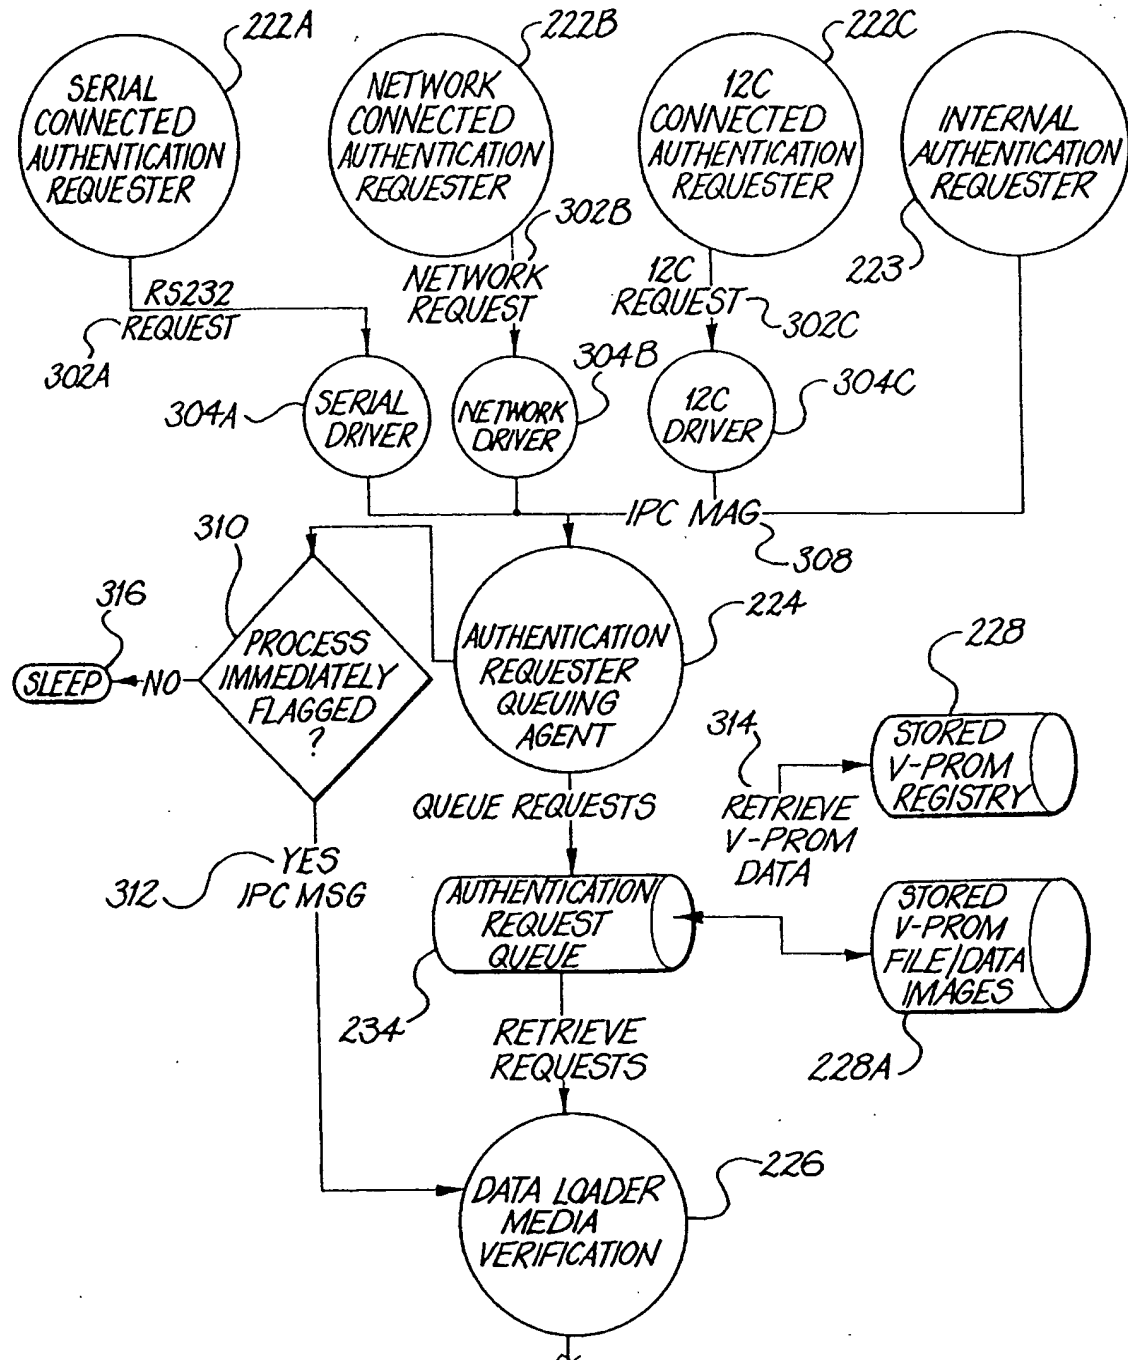 222A
222B
222C
SERIAL
CONNECTED
AUTHENTICATION
REQUESTER
NETWORK
CONNECTED
AUTHENTICATION
REQUESTER
12C
CONNECTED
AUTHENTICATION
REQUESTER
INTERNAL
AUTHENTICATION
REQUESTER
223
RS232
REQUEST
302A
302B
NETWORK
REQUEST
12C
REQUEST
302C
304A
SERIAL
DRIVER
304B
NETWORK
DRIVER
304C
12C
DRIVER
IPC MAG
308
310
316
SLEEP
NO
PROCESS
IMMEDIATELY
FLAGGED
?
AUTHENTICATION
REQUESTER
QUEUING
AGENT
224
228
STORED
V-PROM
REGISTRY
314
RETRIEVE
V-PROM
DATA
QUEUE REQUESTS
312
YES
IPC MSG
AUTHENTICATION
REQUEST
QUEUE
234
STORED
V-PROM
FILE/DATA
IMAGES
228A
RETRIEVE
REQUESTS
DATA LOADER
MEDIA
VERIFICATION
226